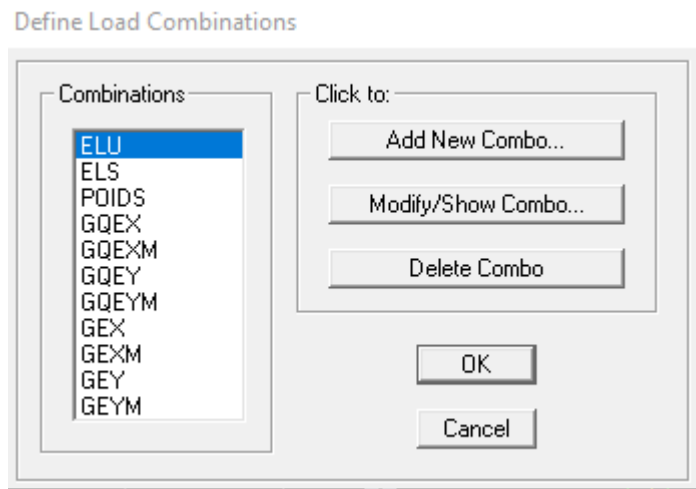 Define Load Combinations
Combinations
ELU
ELS
POIDS
GQEX
GQEXM
GQEY
GQEYM
GEX
GEXM
GEY
GEYM
Click to:
Add New Combo...
Modify/Show Combo...
Delete Combo
OK
Cancel